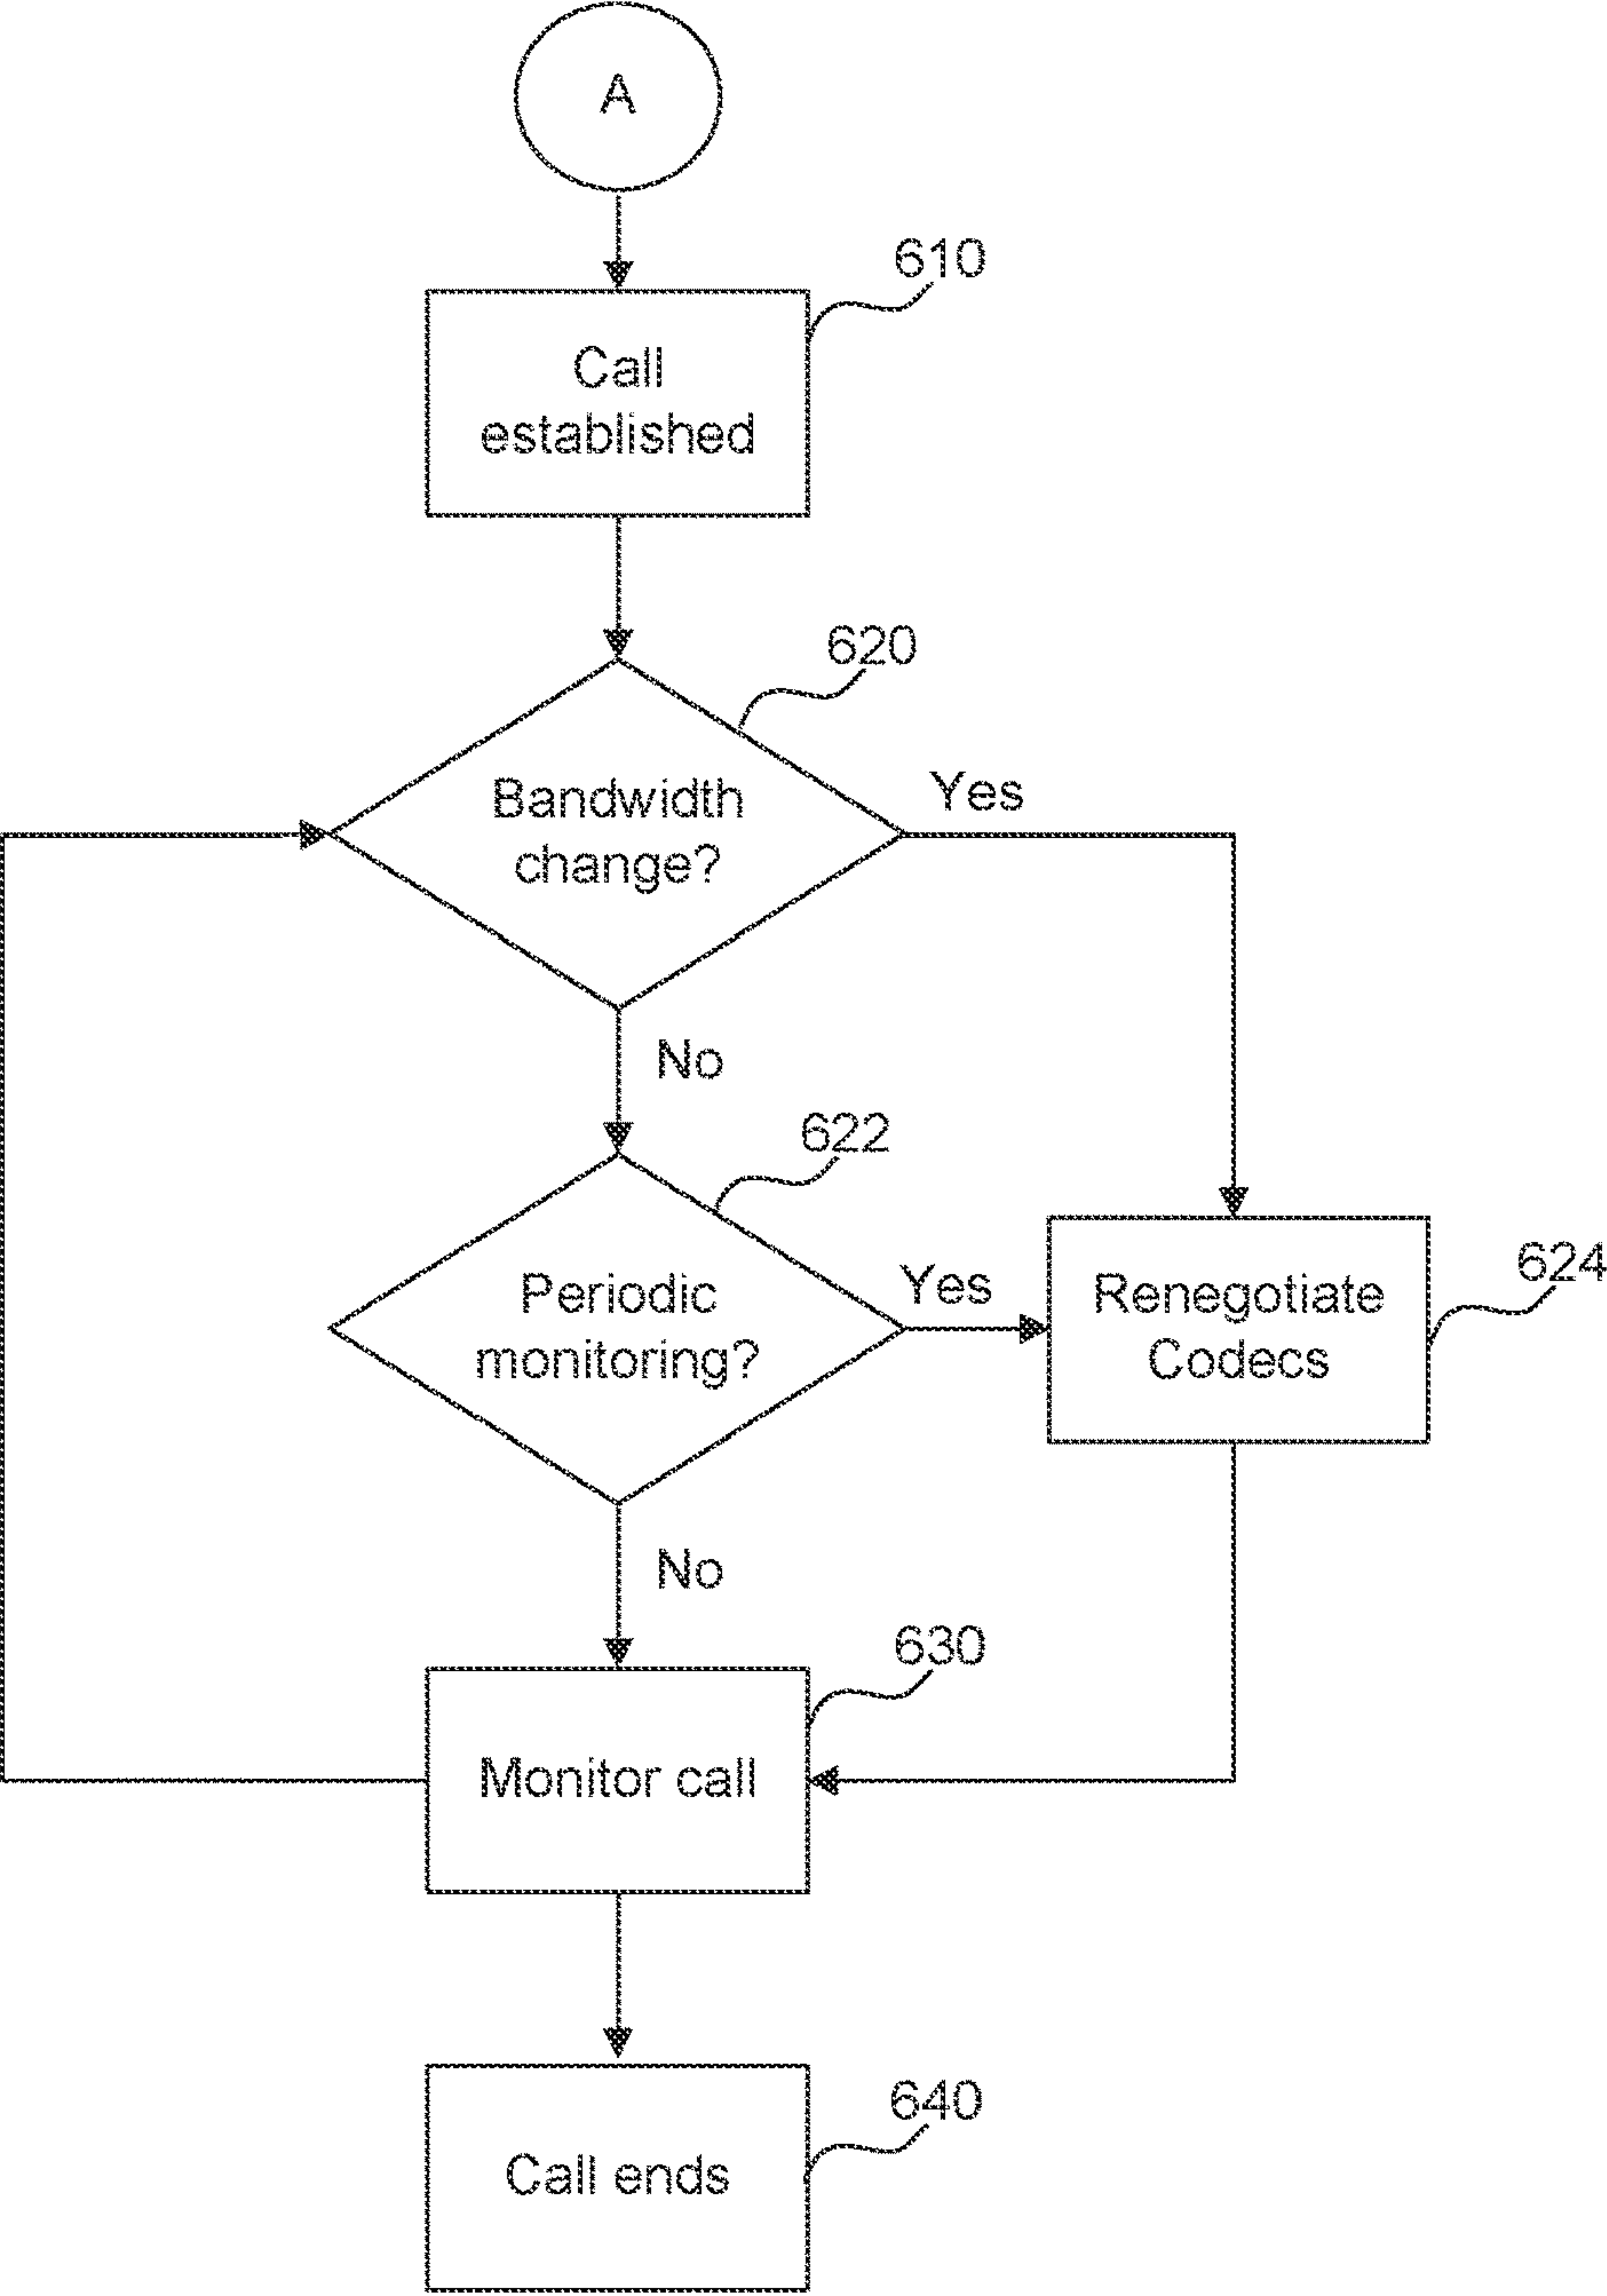 A
610
Call
established
620
Bandwidth
change?
Yes
No
622
Periodic
monitoring?
Yes
624
Renegotiate
Codecs
No
630
Monitor call
640
Call ends